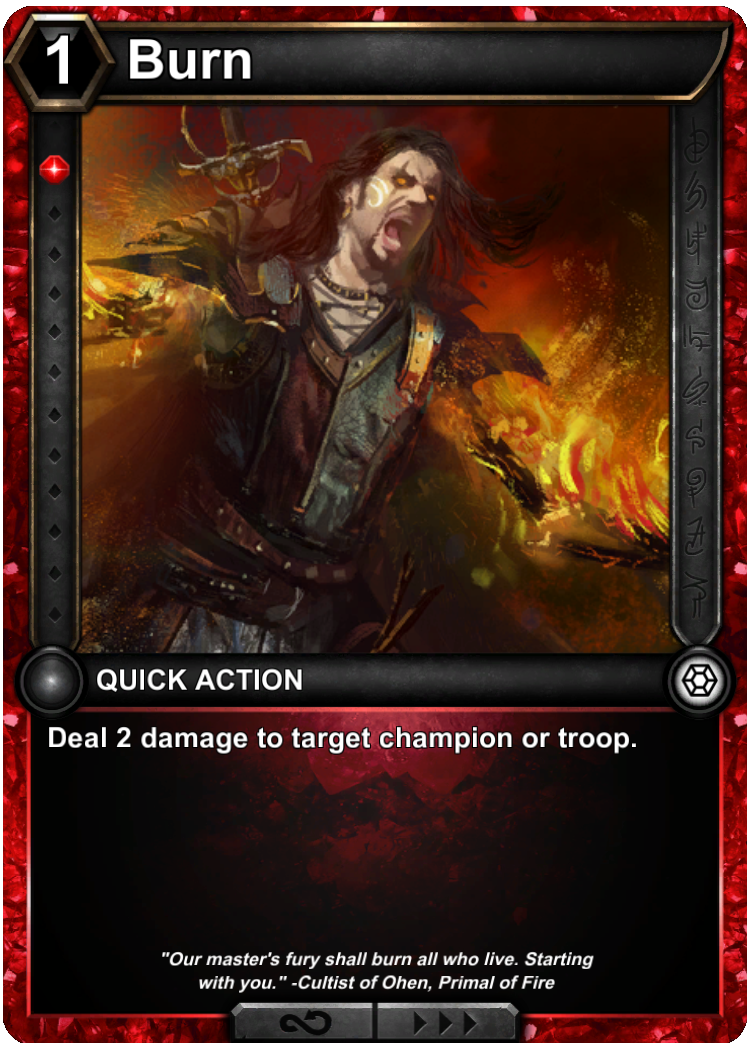 1 Burn
QUICK ACTION
Deal 2 damage to target champion or troop.
"Our master's fury shall burn all who live. Starting
with you." -Cultist of Ohen, Primal of Fire